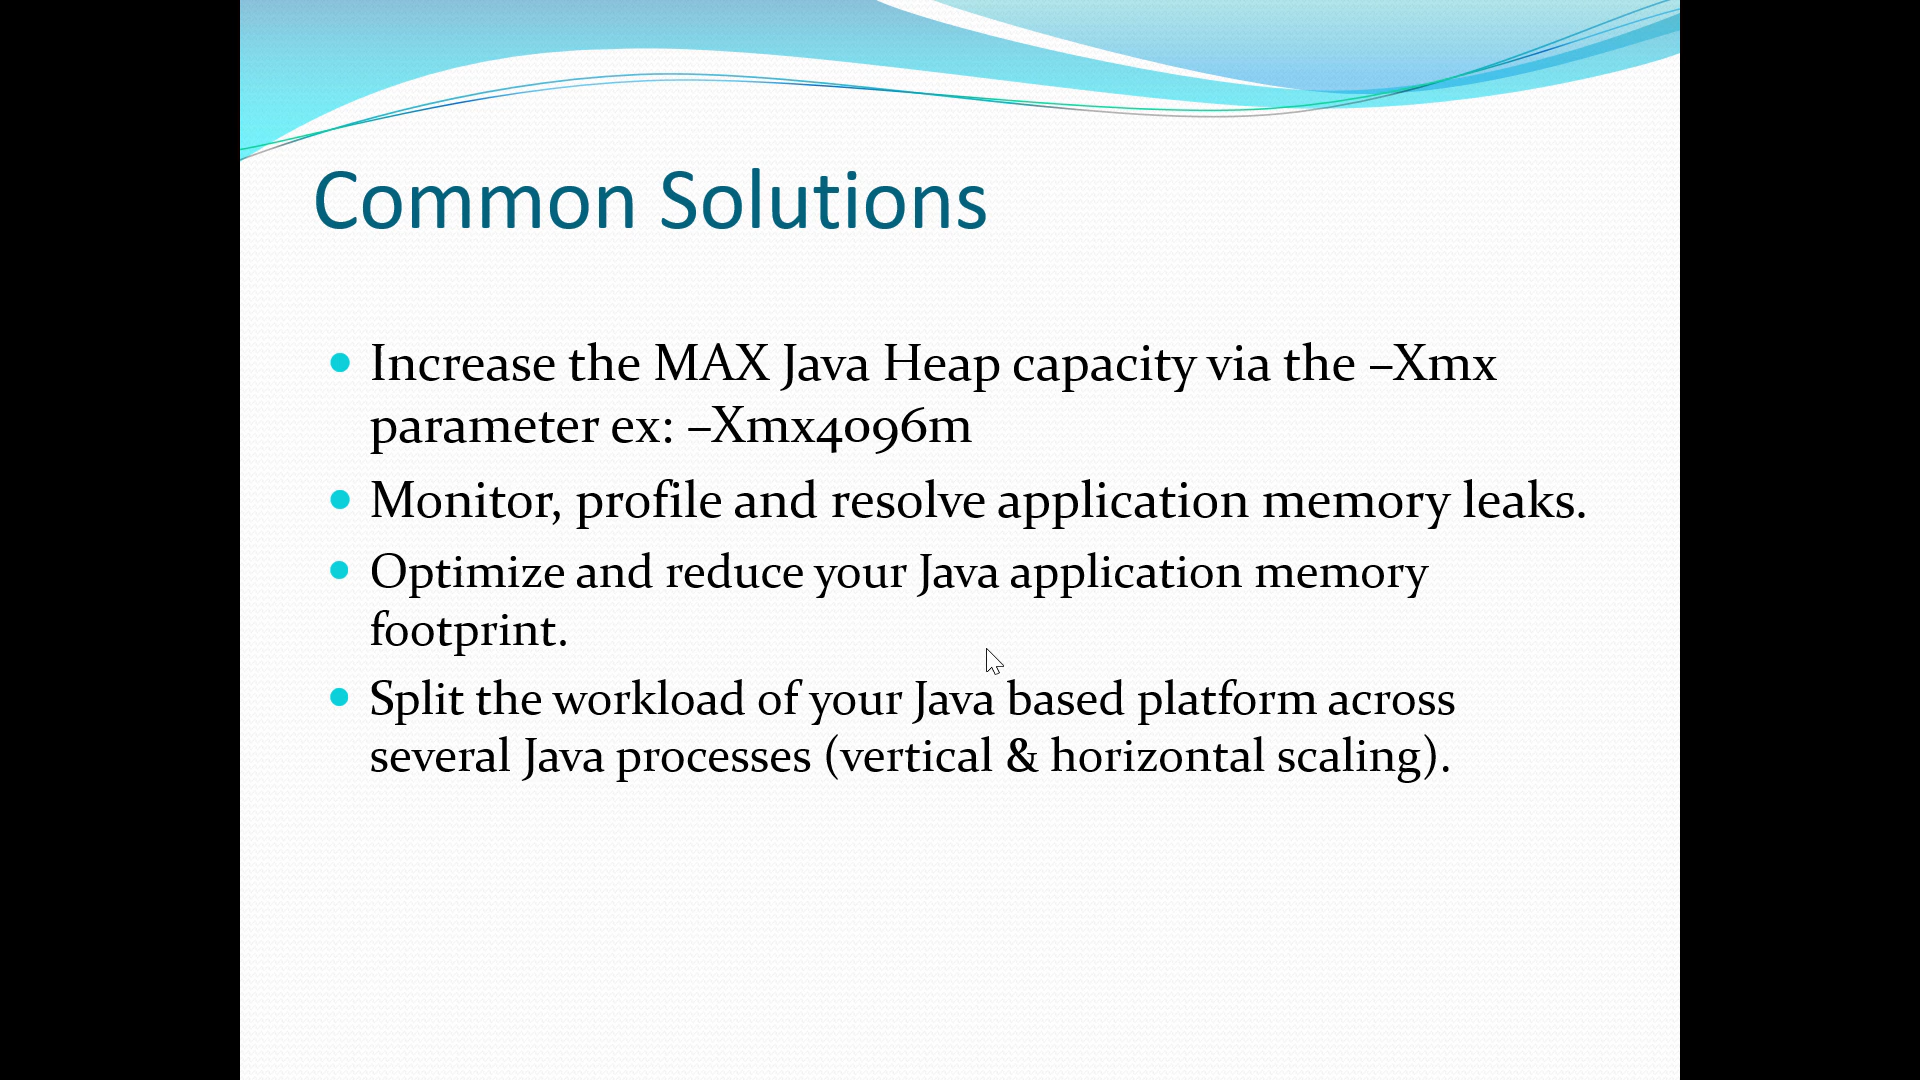 Common Solutions
• Increase the MAX Java Heap capacity via the –Xmx
parameter ex: –Xmx4096m
• Monitor, profile and resolve application memory leaks.
• Optimize and reduce your Java application memory
footprint.
• Split the workload of your Java based platform across
several Java processes (vertical & horizontal scaling).